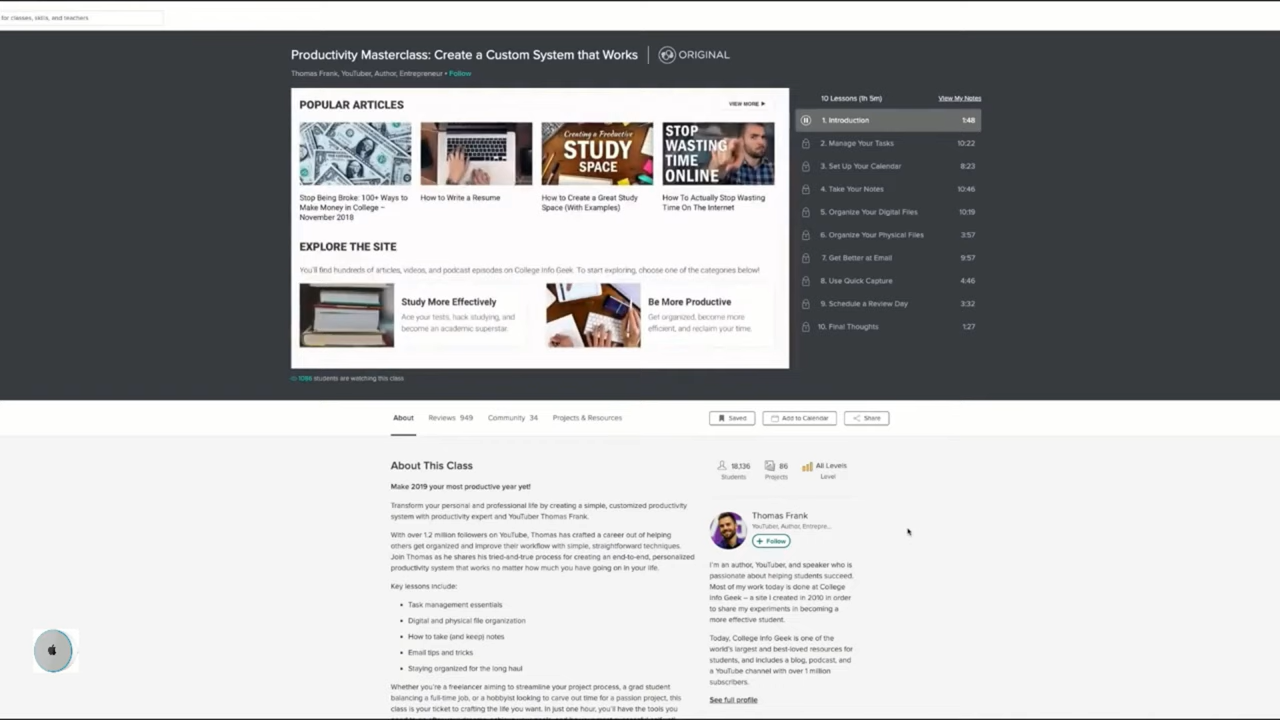 for classes, skills, and teachers
Productivity Masterclass: Create a Custom System that Works
ORIGINAL
Thomas Frank, YouTuber, Author, Entrepreneur • Follow
POPULAR ARTICLES
VIEW MORE ▶
Creating a Productive
STUDY
SPACE
STOP
WASTING
TIME
ONLINE
Stop Being Broke: 100+ Ways to
Make Money in College –
November 2018
How to Write a Resume
How to Create a Great Study
Space (With Examples)
How To Actually Stop Wasting
Time On The Internet
EXPLORE THE SITE
You'll find hundreds of articles, videos, and podcast episodes on College Info Geek. To start exploring, choose one of the categories below!
Study More Effectively
Ace your tests, hack studying, and
become an academic superstar.
Be More Productive
Get organized, become more
efficient, and reclaim your time.
1086 students are watching this class
10 Lessons (1h 5m)
View My Notes
1. Introduction 1:48
2. Manage Your Tasks 10:22
3. Set Up Your Calendar 8:23
4. Take Your Notes 10:46
5. Organize Your Digital Files 10:19
6. Organize Your Physical Files 3:57
7. Get Better at Email 9:57
8. Use Quick Capture 4:46
9. Schedule a Review Day 3:32
10. Final Thoughts 1:27
About
Reviews 949
Community 34
Projects & Resources
Saved
Add to Calendar
Share
About This Class
Make 2019 your most productive year yet!
Transform your personal and professional life by creating a simple, customized productivity
system with productivity expert and YouTuber Thomas Frank.
With over 1.2 million followers on YouTube, Thomas has crafted a career out of helping
others get organized and improve their workflow with simple, straightforward techniques.
Join Thomas as he shares his tried-and-true process for creating an end-to-end, personalized
productivity system that works no matter how much you have going on in your life.
Key lessons include:
• Task management essentials
• Digital and physical file organization
• How to take (and keep) notes
• Email tips and tricks
• Staying organized for the long haul
Whether you're a freelancer aiming to streamline your project process, a grad student
balancing a full-time job, or a hobbyist looking to carve out time for a passion project, this
class is your ticket to crafting the life you want. In just one hour, you'll have the tools you
18,136
Students
86
Projects
All Levels
Level
Thomas Frank
YouTuber, Author, Entrepre...
+ Follow
I'm an author, YouTuber, and speaker who is
passionate about helping students succeed.
Most of my work today is done at College
Info Geek – a site I created in 2010 in order
to share my experiments in becoming a
more effective student.
Today, College Info Geek is one of the
world's largest and best-loved resources for
students, and includes a blog, podcast, and
a YouTube channel with over 1 million
subscribers.
See full profile